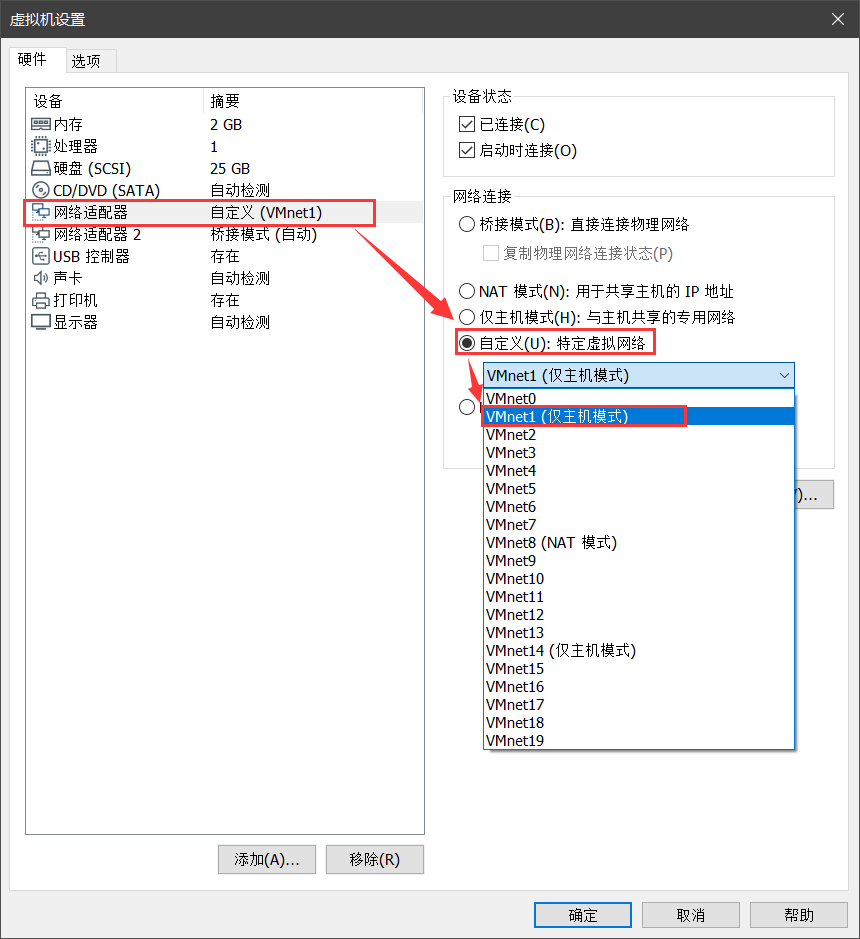 虚拟机设置
硬件 选项
设备 摘要
内存 2 GB
处理器 1
硬盘 (SCSI) 25 GB
CD/DVD (SATA) 自动检测
网络适配器 自定义 (VMnet1)
网络适配器 2 桥接模式 (自动)
USB 控制器 存在
声卡 自动检测
打印机 存在
显示器 自动检测
添加(A)... 移除(R)
设备状态
已连接(C)
启动时连接(O)
网络连接
桥接模式(B): 直接连接物理网络
复制物理网络连接状态(P)
NAT 模式(N): 用于共享主机的 IP 地址
仅主机模式(H): 与主机共享的专用网络
自定义(U): 特定虚拟网络
VMnet1 (仅主机模式)
VMnet0
VMnet1 (仅主机模式)
VMnet2
VMnet3
VMnet4
VMnet5
VMnet6
VMnet7
VMnet8 (NAT 模式)
VMnet9
VMnet10
VMnet11
VMnet12
VMnet13
VMnet14 (仅主机模式)
VMnet15
VMnet16
VMnet17
VMnet18
VMnet19
)...
确定 取消 帮助